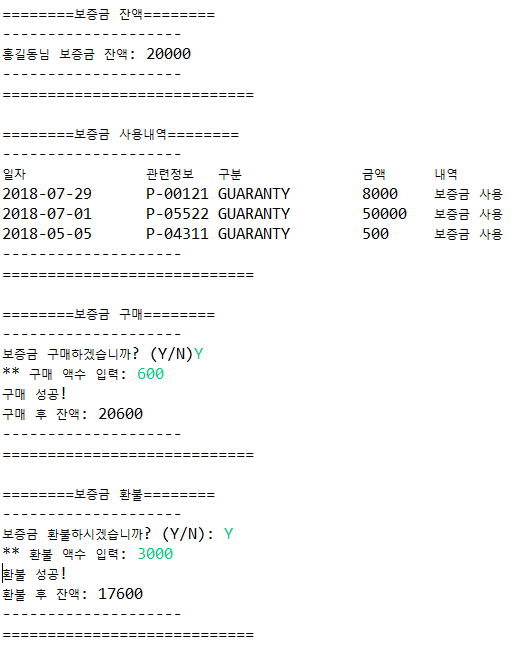 ========보증금 잔액========
--------------------
홍길동님 보증금 잔액: 20000
--------------------
============================
========보증금 사용내역========
--------------------
일자 관련정보 구분 금액 내역
2018-07-29 P-00121 GUARANTY 8000 보증금 사용
2018-07-01 P-05522 GUARANTY 50000 보증금 사용
2018-05-05 P-04311 GUARANTY 500 보증금 사용
--------------------
============================
========보증금 구매========
--------------------
보증금 구매하겠습니까? (Y/N)Y
** 구매 액수 입력: 600
구매 성공!
구매 후 잔액: 20600
--------------------
============================
========보증금 환불========
--------------------
보증금 환불하시겠습니까? (Y/N): Y
** 환불 액수 입력: 3000
환불 성공!
환불 후 잔액: 17600
--------------------
============================